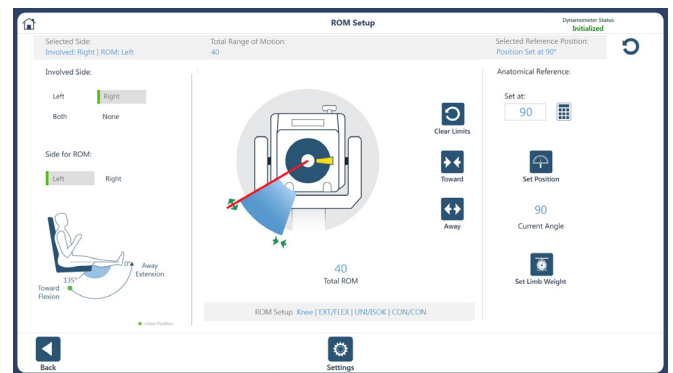 ROM Setup
Dynamometer Status
Initialized
Selected Side:
Involved: Right | ROM: Left
Total Range of Motion:
40
Selected Reference Position:
Position Set at 90°
Involved Side:
Left Right
Both None
Side for ROM:
Left Right
0°
Away
Extension
135°
Toward
Flexion
=Start Position
Clear Limits
Toward
Away
40
Total ROM
ROM Setup Knee | EXT/FLEX | UNI/ISOK | CON/CON
Anatomical Reference:
Set at:
90
Set Position
90
Current Angle
Set Limb Weight
Back
Settings